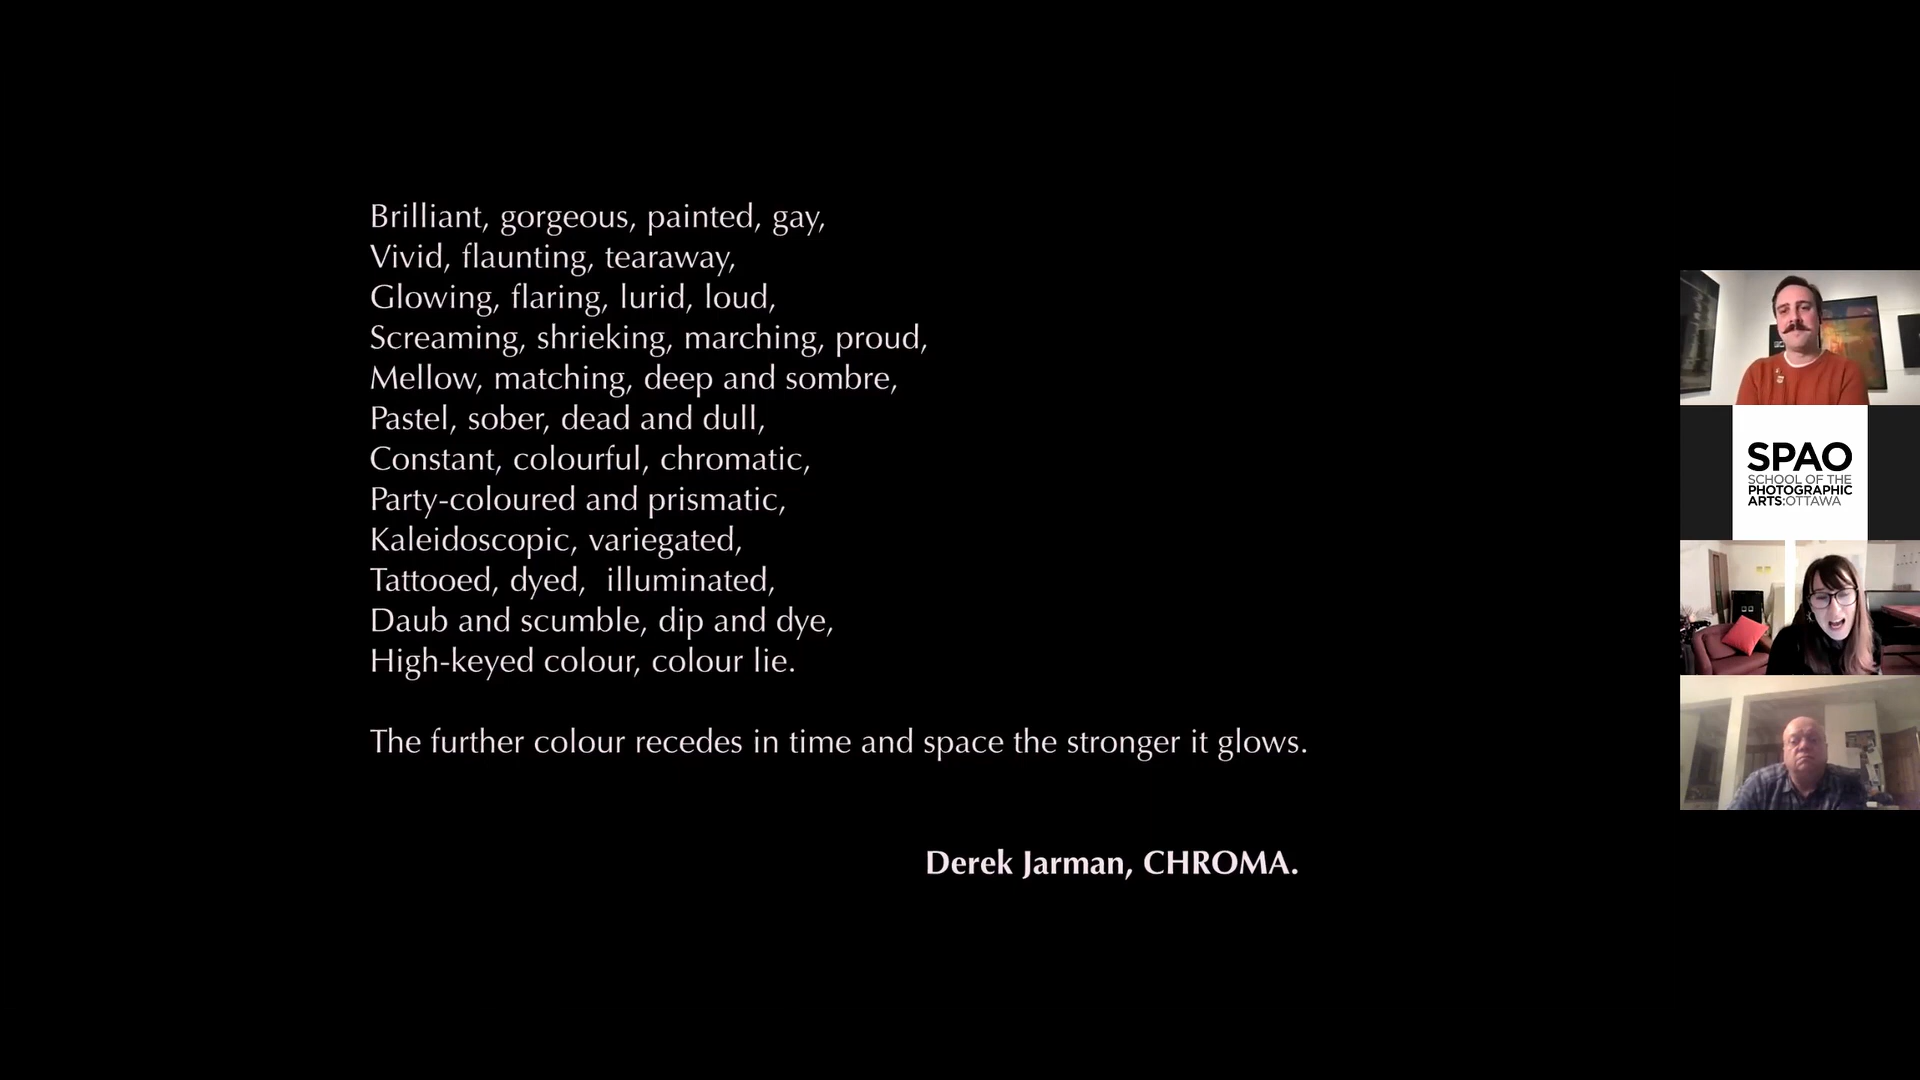 Brilliant, gorgeous, painted, gay,
Vivid, flaunting, tearaway,
Glowing, flaring, lurid, loud,
Screaming, shrieking, marching, proud,
Mellow, matching, deep and sombre,
Pastel, sober, dead and dull,
Constant, colourful, chromatic,
Party-coloured and prismatic,
Kaleidoscopic, variegated,
Tattooed, dyed,  illuminated,
Daub and scumble, dip and dye,
High-keyed colour, colour lie.
The further colour recedes in time and space the stronger it glows.
Derek Jarman, CHROMA.
SPAO
SCHOOL OF THE
PHOTOGRAPHIC
ARTS:OTTAWA